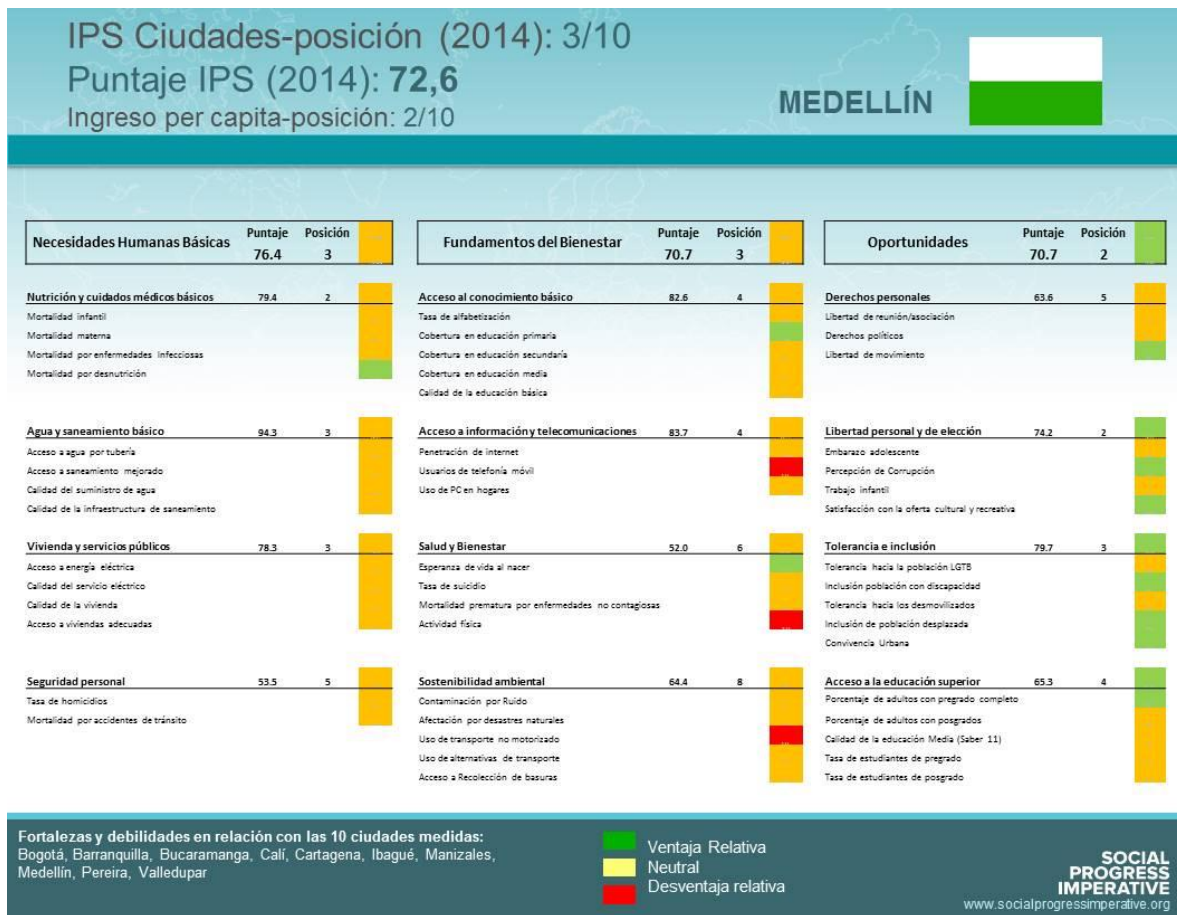 IPS Ciudades-posición (2014): 3/10
Puntaje IPS (2014): 72,6
Ingreso per capita-posición: 2/10
MEDELLÍN
Necesidades Humanas Básicas Puntaje Posición
76.4 3
Nutrición y cuidados médicos básicos 79.4 2
Mortalidad infantil
Mortalidad materna
Mortalidad por enfermedades Infecciosas
Mortalidad por desnutrición
Agua y saneamiento básico 94.3 3
Acceso a agua por tubería
Acceso a saneamiento mejorado
Calidad del suministro de agua
Calidad de la infraestructura de saneamiento
Vivienda y servicios públicos 78.3 3
Acceso a energía eléctrica
Calidad del servicio eléctrico
Calidad de la vivienda
Acceso a viviendas adecuadas
Seguridad personal 53.5 5
Tasa de homicidios
Mortalidad por accidentes de tránsito
Fundamentos del Bienestar Puntaje Posición
70.7 3
Acceso al conocimiento básico 82.6 4
Tasa de alfabetización
Cobertura en educación primaria
Cobertura en educación secundaría
Cobertura en educación media
Calidad de la educación básica
Acceso a información y telecomunicaciones 83.7 4
Penetración de internet
Usuarios de telefonía móvil
Uso de PC en hogares
Salud y Bienestar 52.0 6
Esperanza de vida al nacer
Tasa de suicidio
Mortalidad prematura por enfermedades no contagiosas
Actividad física
Sostenibilidad ambiental 64.4 8
Contaminación por Ruido
Afectación por desastres naturales
Uso de transporte no motorizado
Uso de alternativas de transporte
Acceso a Recolección de basuras
Oportunidades Puntaje Posición
70.7 2
Derechos personales 63.6 5
Libertad de reunión/asociación
Derechos políticos
Libertad de movimiento
Libertad personal y de elección 74.2 2
Embarazo adolescente
Percepción de Corrupción
Trabajo infantil
Satisfacción con la oferta cultural y recreativa
Tolerancia e inclusión 79.7 3
Tolerancia hacia la población LGTB
Inclusión población con discapacidad
Tolerancia hacia los desmovilizados
Inclusión de población desplazada
Convivencia Urbana
Acceso a la educación superior 65.3 4
Porcentaje de adultos con pregrado completo
Porcentaje de adultos con posgrados
Calidad de la educación Media (Saber 11)
Tasa de estudiantes de pregrado
Tasa de estudiantes de posgrado
Fortalezas y debilidades en relación con las 10 ciudades medidas:
Bogotá, Barranquilla, Bucaramanga, Calí, Cartagena, Ibagué, Manizales,
Medellín, Pereira, Valledupar
Ventaja Relativa
Neutral
Desventaja relativa
SOCIAL
PROGRESS
IMPERATIVE
www.socialprogressimperative.org